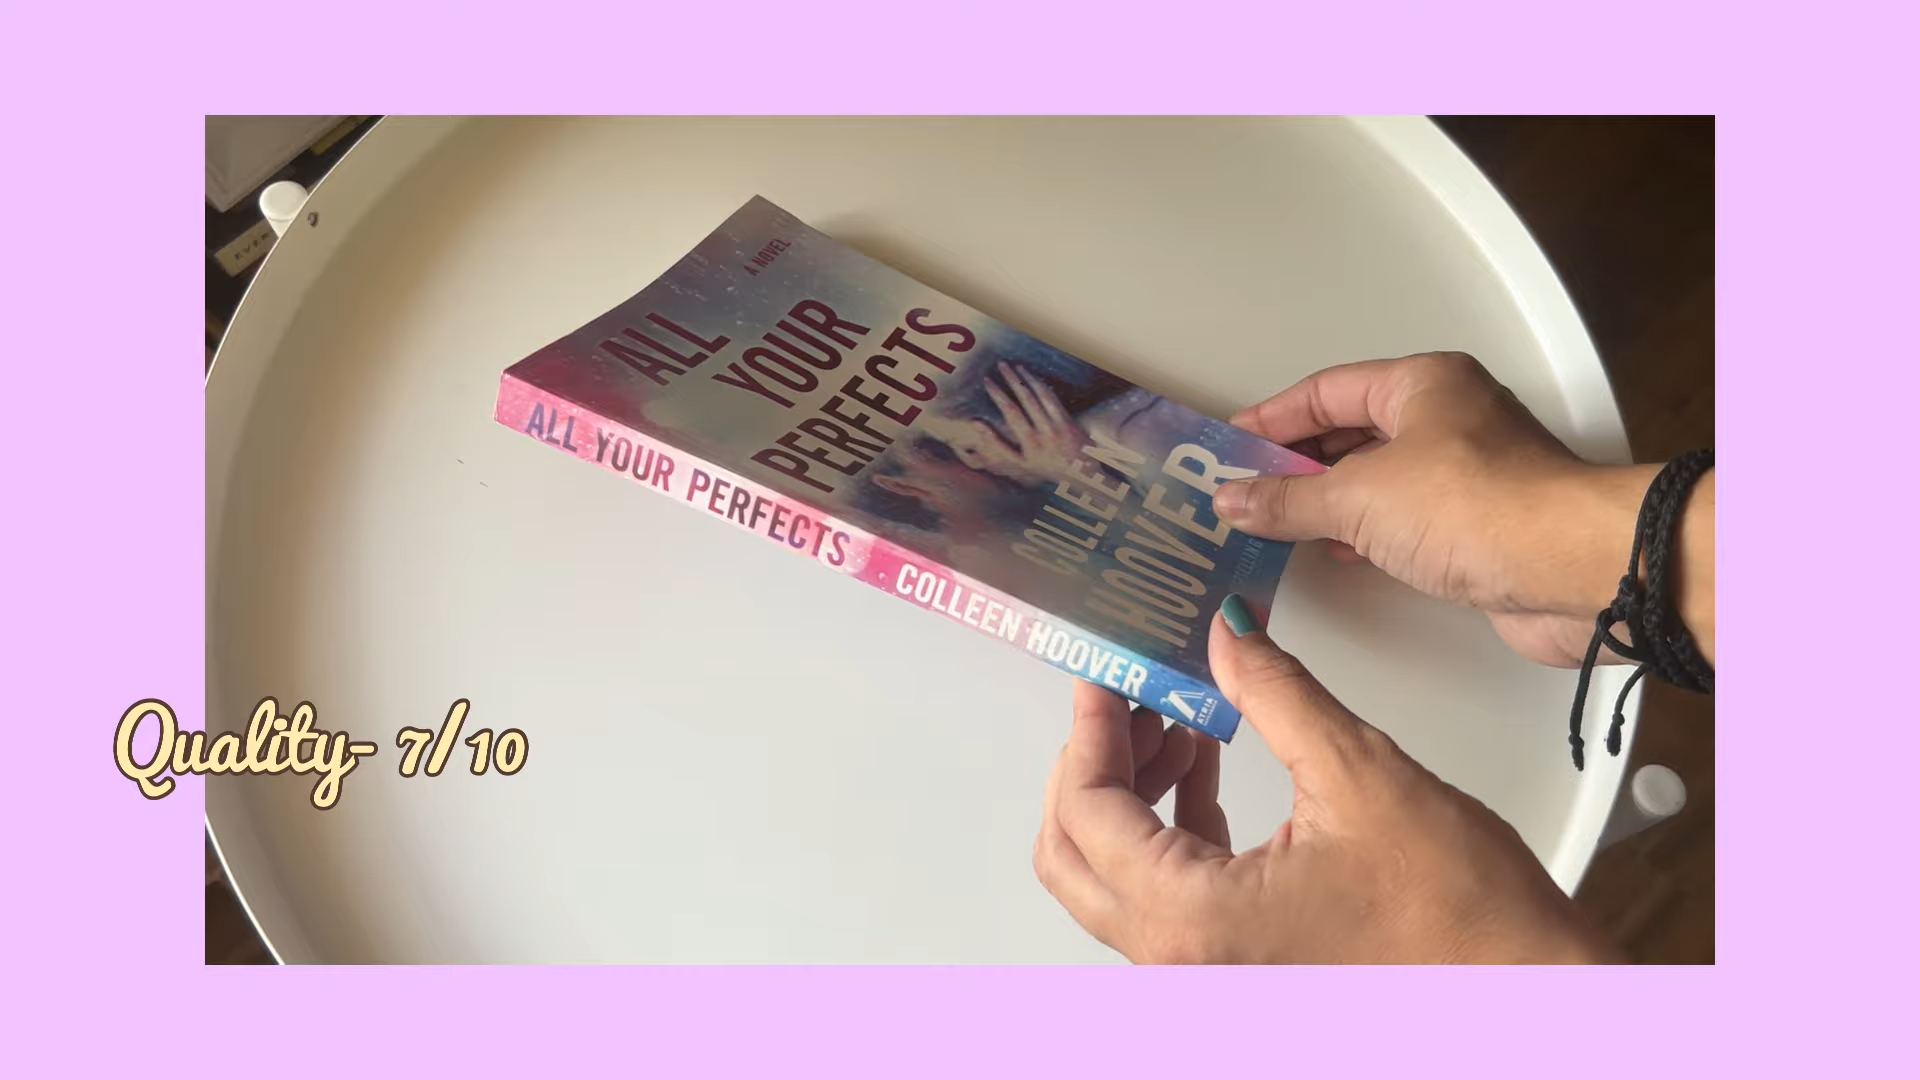 A NOVEL
ALL
YOUR
PERFECTS
COLLEEN
HOOVER
ALL YOUR PERFECTS COLLEEN HOOVER
ATRIA
Quality- 7/10